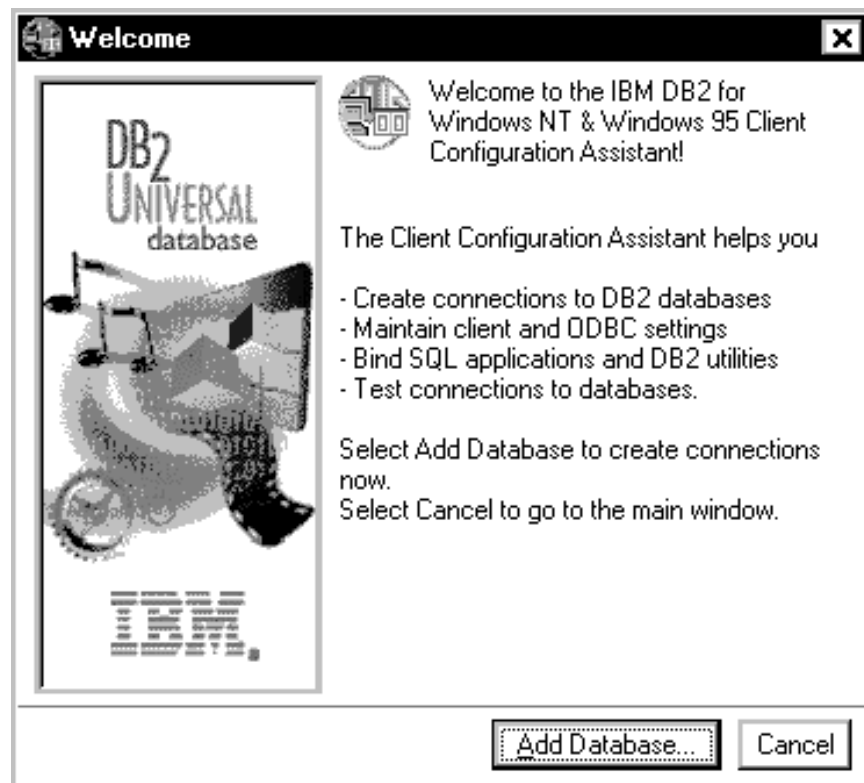 Welcome
DB2
UNIVERSAL
database
IBM.
Welcome to the IBM DB2 for
Windows NT & Windows 95 Client
Configuration Assistant!
The Client Configuration Assistant helps you
- Create connections to DB2 databases
- Maintain client and ODBC settings
- Bind SQL applications and DB2 utilities
- Test connections to databases.
Select Add Database to create connections
now.
Select Cancel to go to the main window.
Add Database...
Cancel